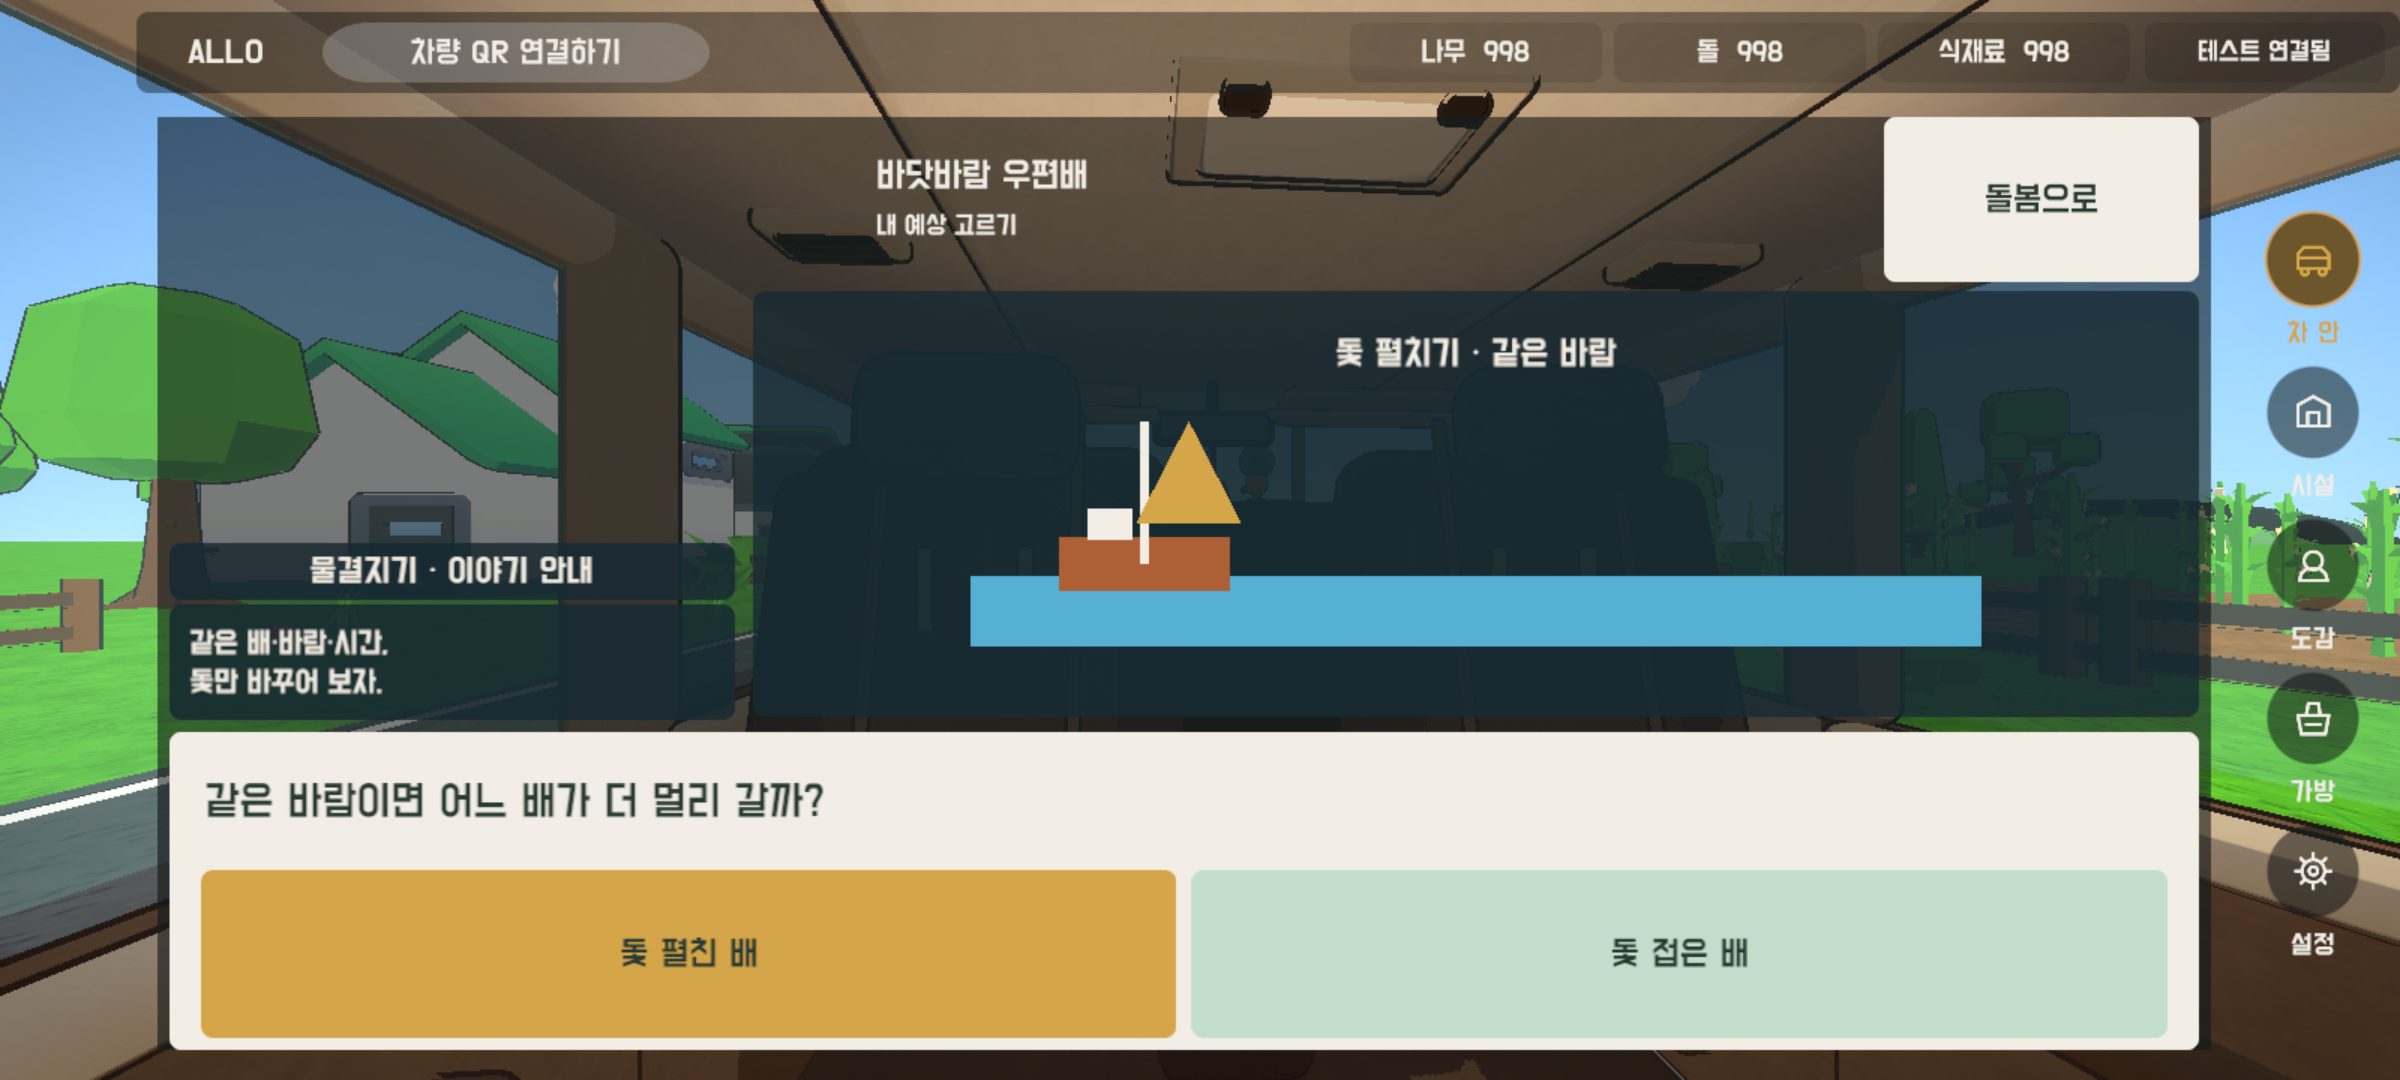 ALLO
차량 QR 연결하기
나무 998
돌 998
식재료 998
테스트 연결됨
바닷바람 우편배
내 예상 고르기
돌봄으로
차 안
시설
도감
가방
설정
돛 펼치기 · 같은 바람
물결지기 · 이야기 안내
같은 배·바람·시간.
돛만 바꾸어 보자.
같은 바람이면 어느 배가 더 멀리 갈까?
돛 펼친 배
돛 접은 배